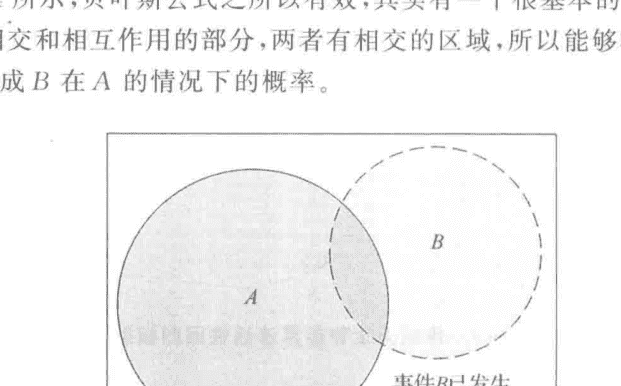 所示,贝叶斯公式之所以有效,其实有一个根基本的
相交和相互作用的部分,两者有相交的区域,所以能够
成 B 在 A 的情况下的概率。
B
A
事件B已发生